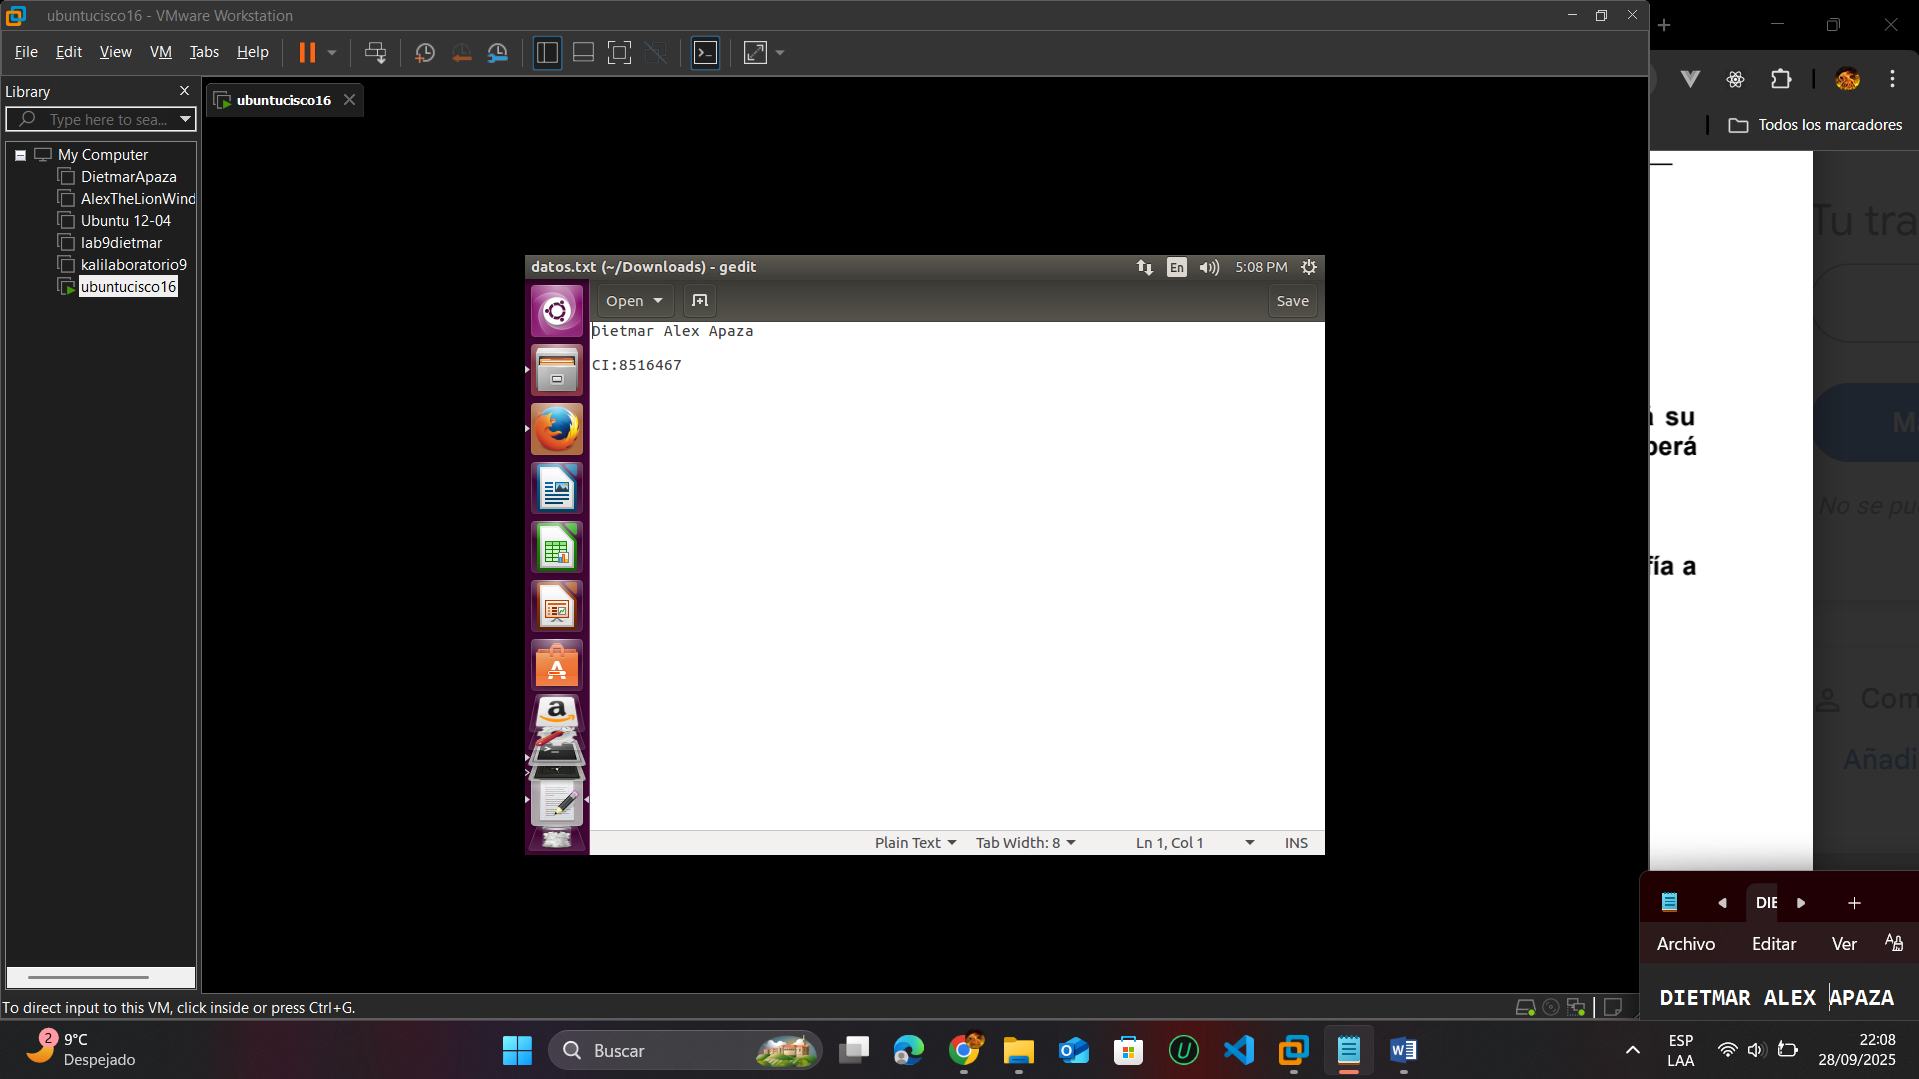 ubuntucisco16 - VMware Workstation
File Edit View VM Tabs Help
Library
Type here to sea...
My Computer
DietmarApaza
AlexTheLionWind
Ubuntu 12-04
lab9dietmar
kalilaboratorio9
ubuntucisco16
ubuntucisco16
datos.txt (~/Downloads) - gedit
En
5:08 PM
Open
Save
Dietmar Alex Apaza
CI:8516467
Plain Text
Tab Width: 8
Ln 1, Col 1
INS
To direct input to this VM, click inside or press Ctrl+G.
Todos los marcadores
Tu tra
su
berá
ía a
M
No se pu
Com
Añadi
DIE
Archivo Editar Ver
DIETMAR ALEX APAZA
2
9°C
Despejado
Buscar
ESP
LAA
22:08
28/09/2025